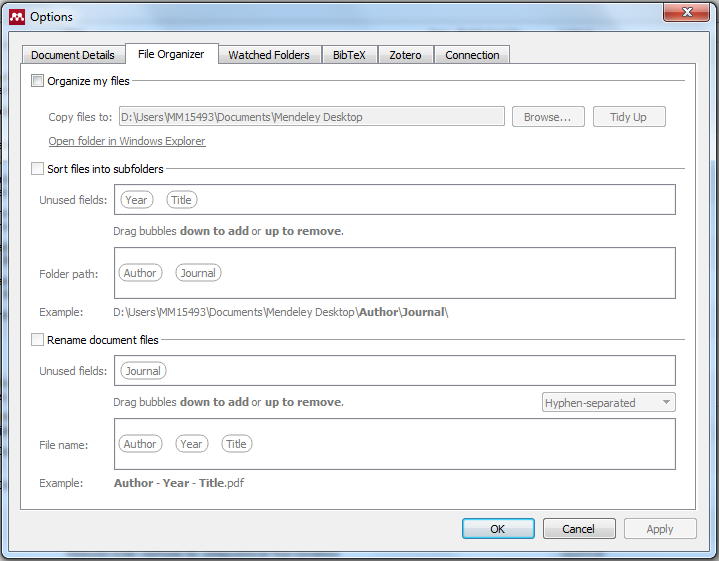 Options
Document Details File Organizer Watched Folders BibTeX Zotero Connection
Organize my files
Copy files to: D:\Users\MM15493\Documents\Mendeley Desktop Browse... Tidy Up
Open folder in Windows Explorer
Sort files into subfolders
Unused fields: Year Title
Drag bubbles down to add or up to remove.
Folder path: Author Journal
Example: D:\Users\MM15493\Documents\Mendeley Desktop\Author\Journal\
Rename document files
Unused fields: Journal
Drag bubbles down to add or up to remove. Hyphen-separated
File name: Author Year Title
Example: Author - Year - Title.pdf
OK Cancel Apply